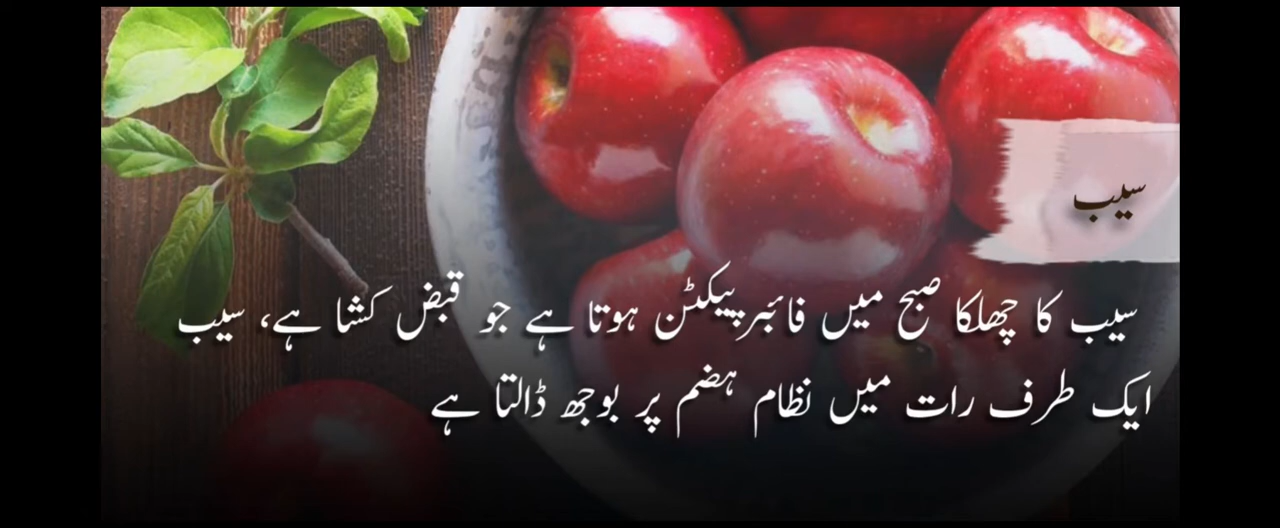 سیب
سیب کا چھلکا صبح میں فائبرپیکٹن ہوتا ہے جو قبض کشا ہے، سیب
ایک طرف رات میں نظام ہضم پر بوجھ ڈالتا ہے